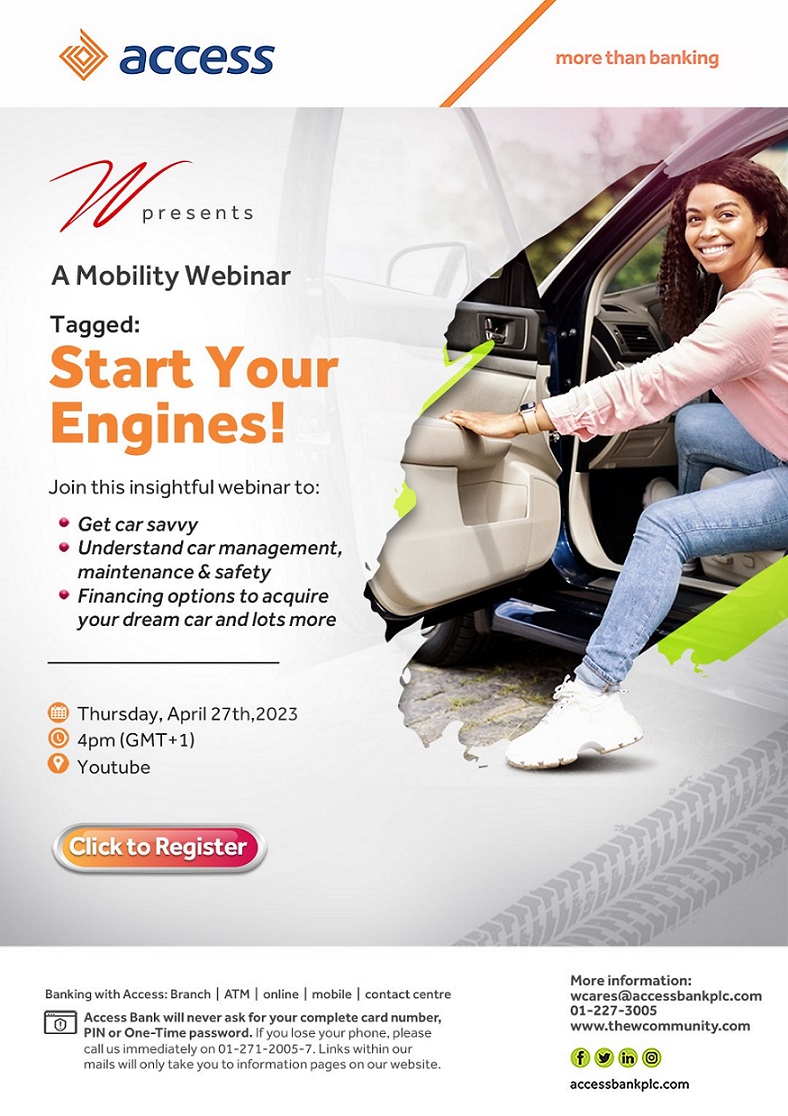 access
more than banking
W presents
A Mobility Webinar
Tagged:
Start Your
Engines!
Join this insightful webinar to:
Get car savvy
Understand car management,
maintenance & safety
Financing options to acquire
your dream car and lots more
Thursday, April 27th,2023
4pm (GMT+1)
Youtube
Click to Register
Banking with Access: Branch | ATM | online | mobile | contact centre
Access Bank will never ask for your complete card number,
PIN or One-Time password. If you lose your phone, please
call us immediately on 01-271-2005-7. Links within our
mails will only take you to information pages on our website.
More information:
wcares@accessbankplc.com
01-227-3005
www.thewcommunity.com
accessbankplc.com